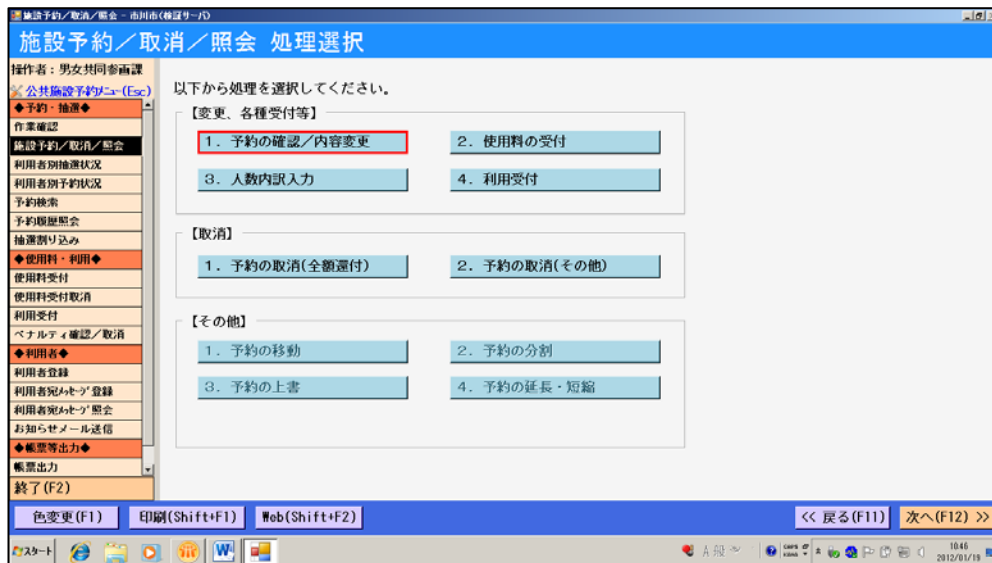 施設予約／取消／照会 - 市川市(検証サーバ)
施設予約／取消／照会 処理選択
操作者：男女共同参画課
公共施設予約ﾒﾆｭｰ(Esc)
◆予約・抽選◆
作業確認
施設予約／取消／照会
利用者別抽選状況
利用者別予約状況
予約検索
予約履歴照会
抽選割り込み
◆使用料・利用◆
使用料受付
使用料受付取消
利用受付
ペナルティ確認／取消
◆利用者◆
利用者登録
利用者宛ﾒｯｾｰｼﾞ登録
利用者宛ﾒｯｾｰｼﾞ照会
お知らせメール送信
◆帳票等出力◆
帳票出力
終了(F2)
以下から処理を選択してください。
【変更、各種受付等】
1．予約の確認／内容変更
2．使用料の受付
3．人数内訳入力
4．利用受付
【取消】
1．予約の取消(全額還付)
2．予約の取消(その他)
【その他】
1．予約の移動
2．予約の分割
3．予約の上書
4．予約の延長・短縮
色変更(F1)
印刷(Shift+F1)
Web(Shift+F2)
<< 戻る(F11)
次へ(F12) >>
スタート
A 般
CAPS
KANA
10:46
2012/01/19